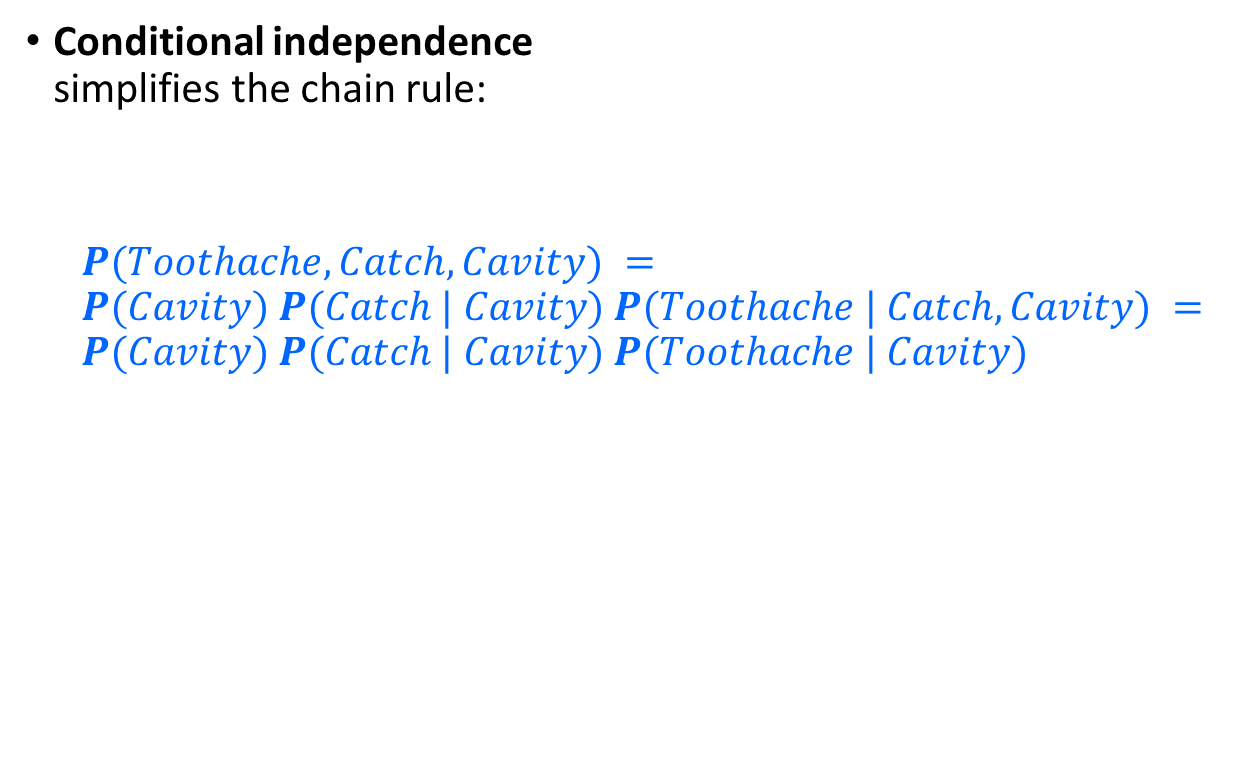 • Conditional independence
simplifies the chain rule:
P(Toothache, Catch, Cavity) =
P(Cavity) P(Catch | Cavity) P(Toothache | Catch, Cavity) =
P(Cavity) P(Catch | Cavity) P(Toothache | Cavity)